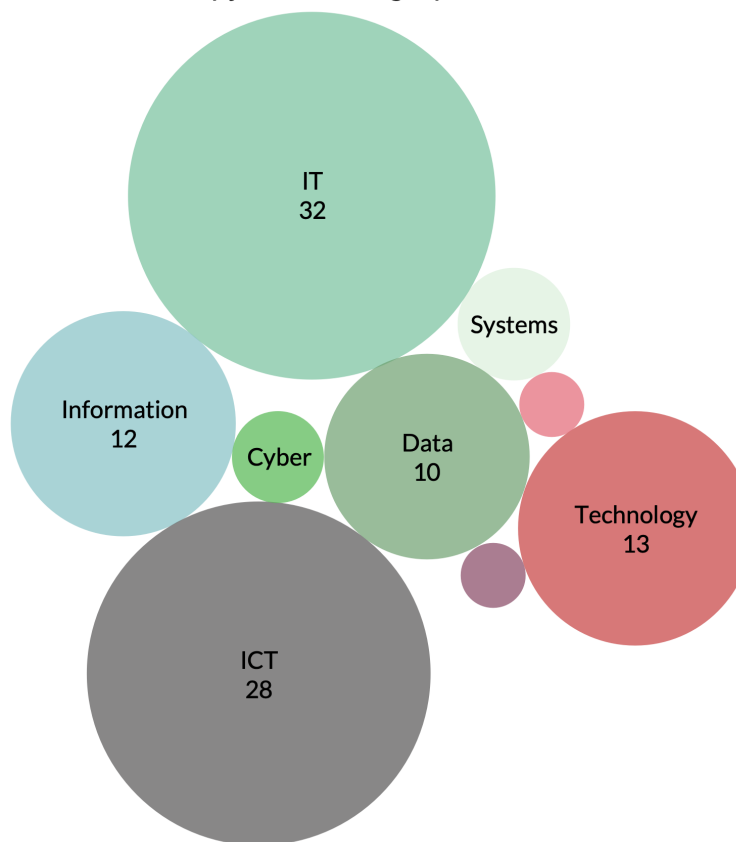 IT
32
Systems
Information
12
Cyber
Data
10
Technology
13
ICT
28